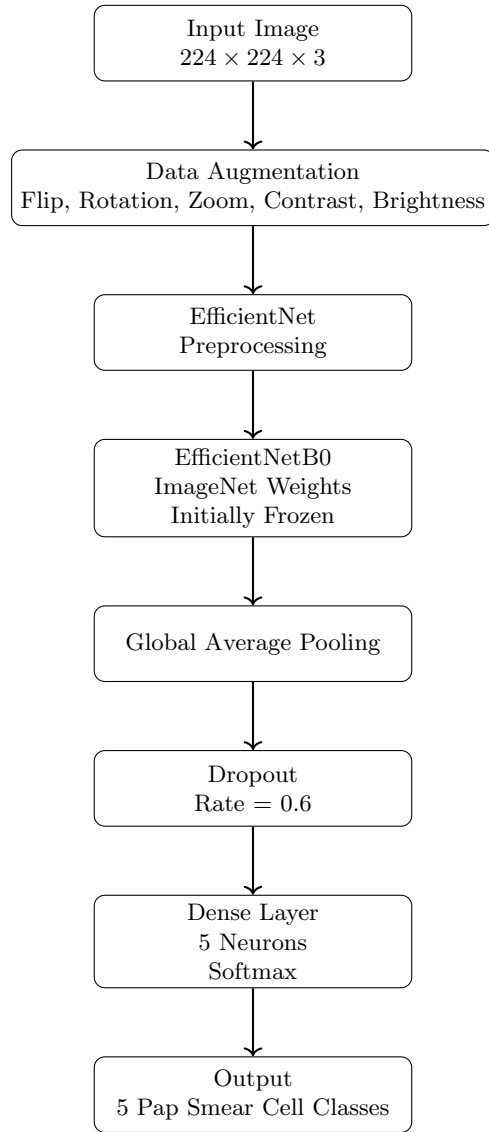 Input Image
224 × 224 × 3
Data Augmentation
Flip, Rotation, Zoom, Contrast, Brightness
EfficientNet
Preprocessing
EfficientNetB0
ImageNet Weights
Initially Frozen
Global Average Pooling
Dropout
Rate = 0.6
Dense Layer
5 Neurons
Softmax
Output
5 Pap Smear Cell Classes